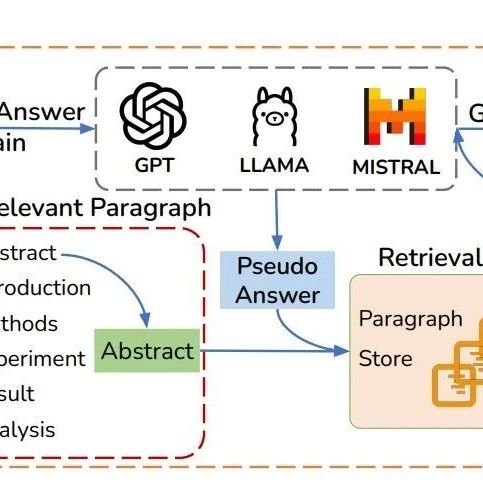 Answer
ain
G
GPT
LLAMA
MISTRAL
elevant Paragraph
stract
roduction
thods
periment
sult
alysis
Abstract
Pseudo
Answer
Retrieval
Paragraph
Store